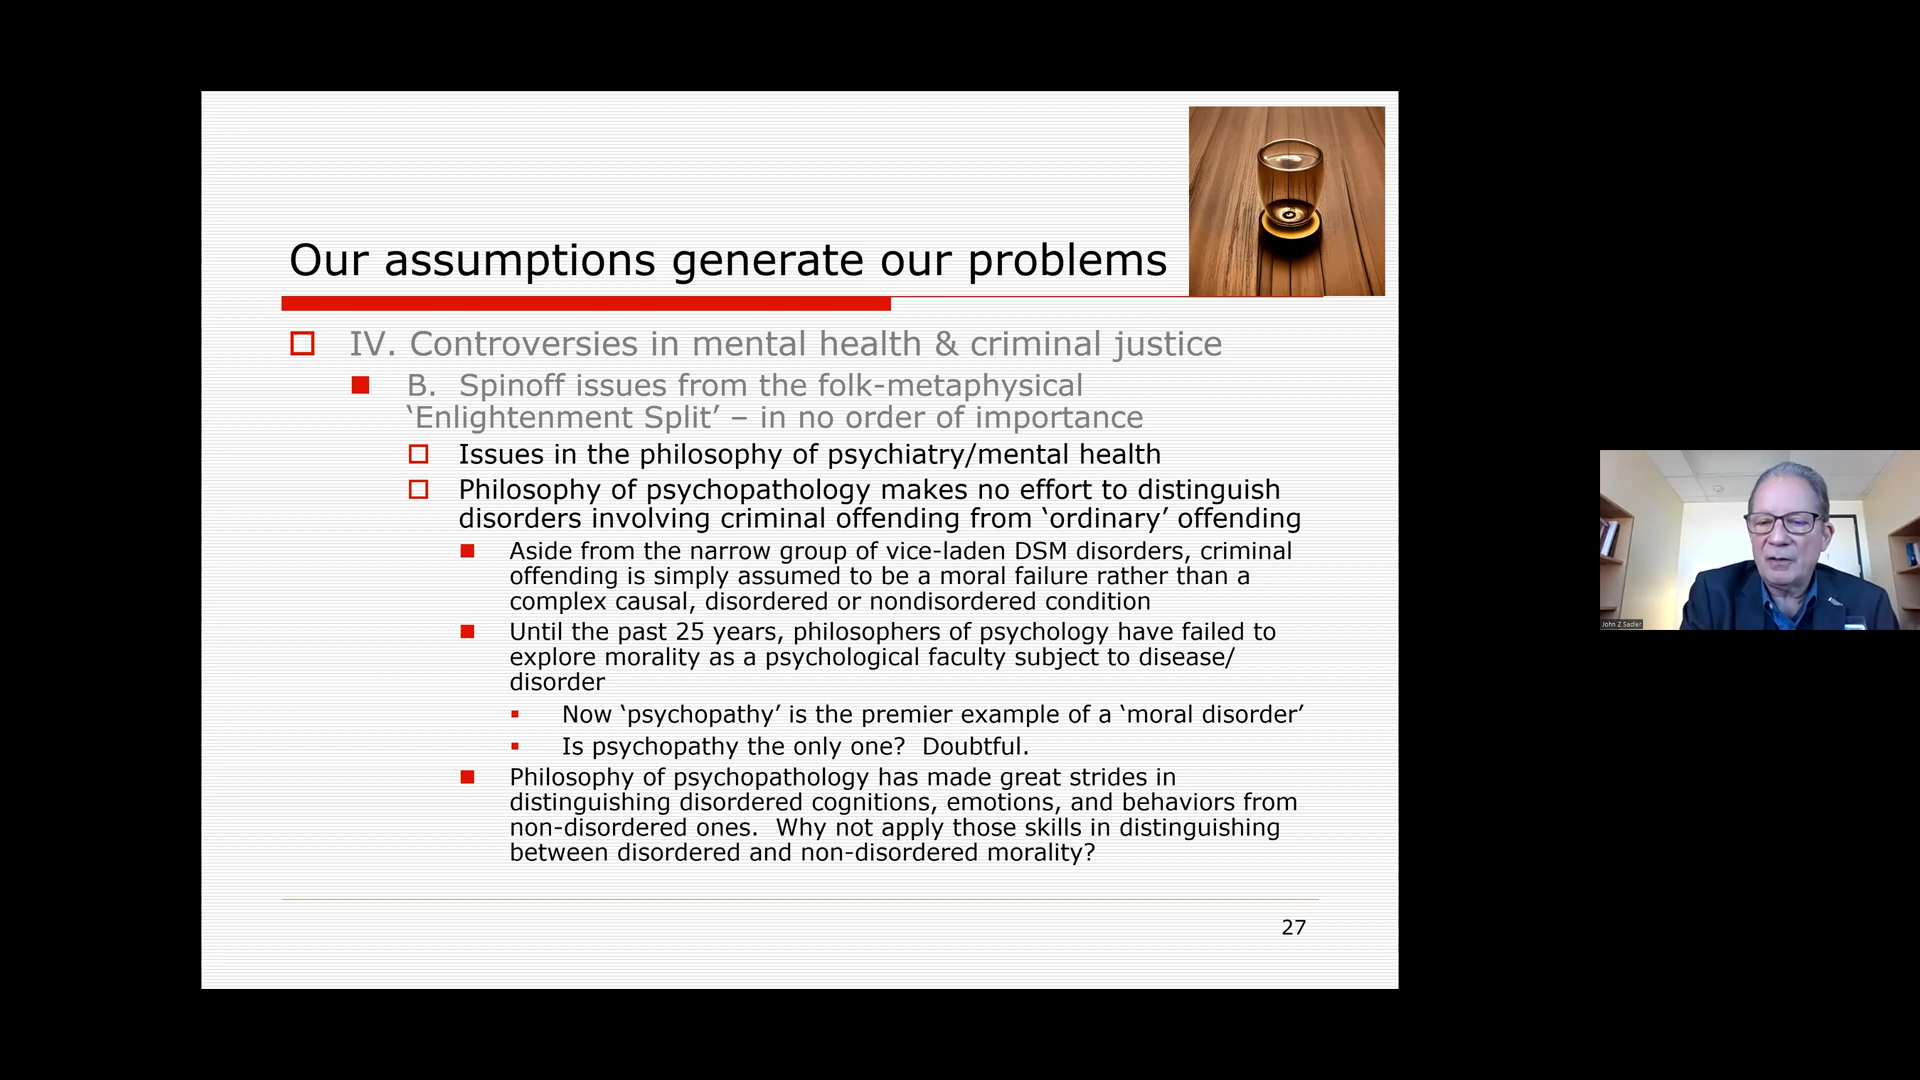 Our assumptions generate our problems
IV. Controversies in mental health & criminal justice
B. Spinoff issues from the folk-metaphysical
‘Enlightenment Split’ – in no order of importance
Issues in the philosophy of psychiatry/mental health
Philosophy of psychopathology makes no effort to distinguish
disorders involving criminal offending from ‘ordinary’ offending
Aside from the narrow group of vice-laden DSM disorders, criminal
offending is simply assumed to be a moral failure rather than a
complex causal, disordered or nondisordered condition
Until the past 25 years, philosophers of psychology have failed to
explore morality as a psychological faculty subject to disease/
disorder
Now ‘psychopathy’ is the premier example of a ‘moral disorder’
Is psychopathy the only one? Doubtful.
Philosophy of psychopathology has made great strides in
distinguishing disordered cognitions, emotions, and behaviors from
non-disordered ones. Why not apply those skills in distinguishing
between disordered and non-disordered morality?
27
John Z Sadler